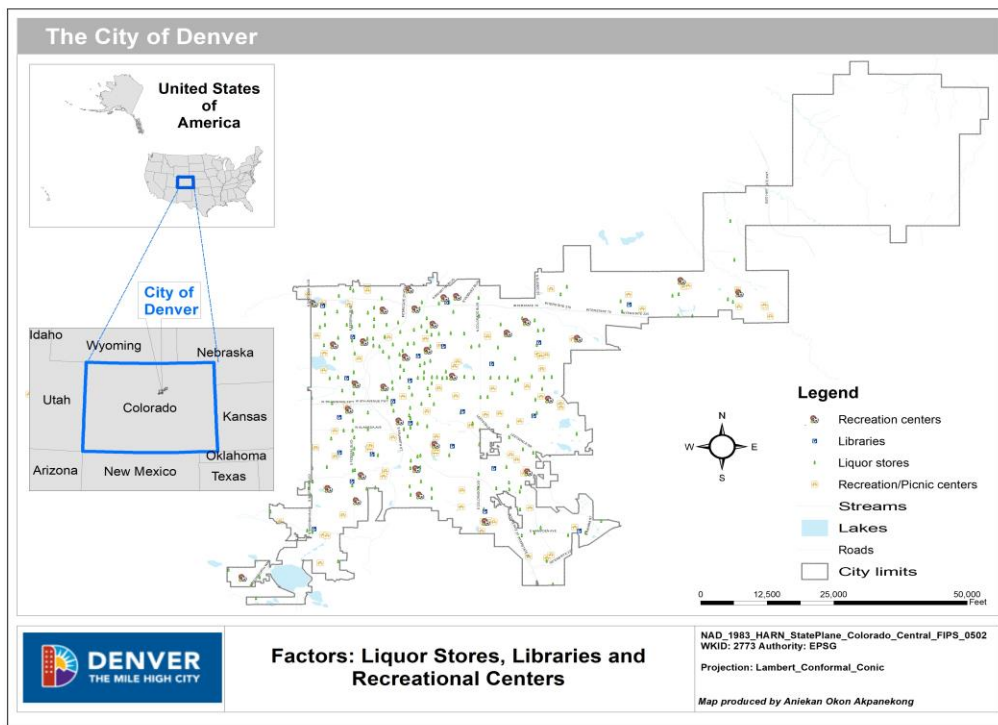 The City of Denver
United States
of
America
City of
Denver
Idaho
Wyoming
Nebraska
Utah
Colorado
Kansas
Arizona
New Mexico
Oklahoma
Texas
Legend
Recreation centers
Libraries
Liquor stores
Recreation/Picnic centers
Streams
Lakes
Roads
City limits
N
W
E
S
0
12,500
25,000
50,000
Feet
DENVER
THE MILE HIGH CITY
Factors: Liquor Stores, Libraries and
Recreational Centers
NAD_1983_HARN_StatePlane_Colorado_Central_FIPS_0502
WKID: 2773 Authority: EPSG
Projection: Lambert_Conformal_Conic
Map produced by Aniekan Okon Akpanekong